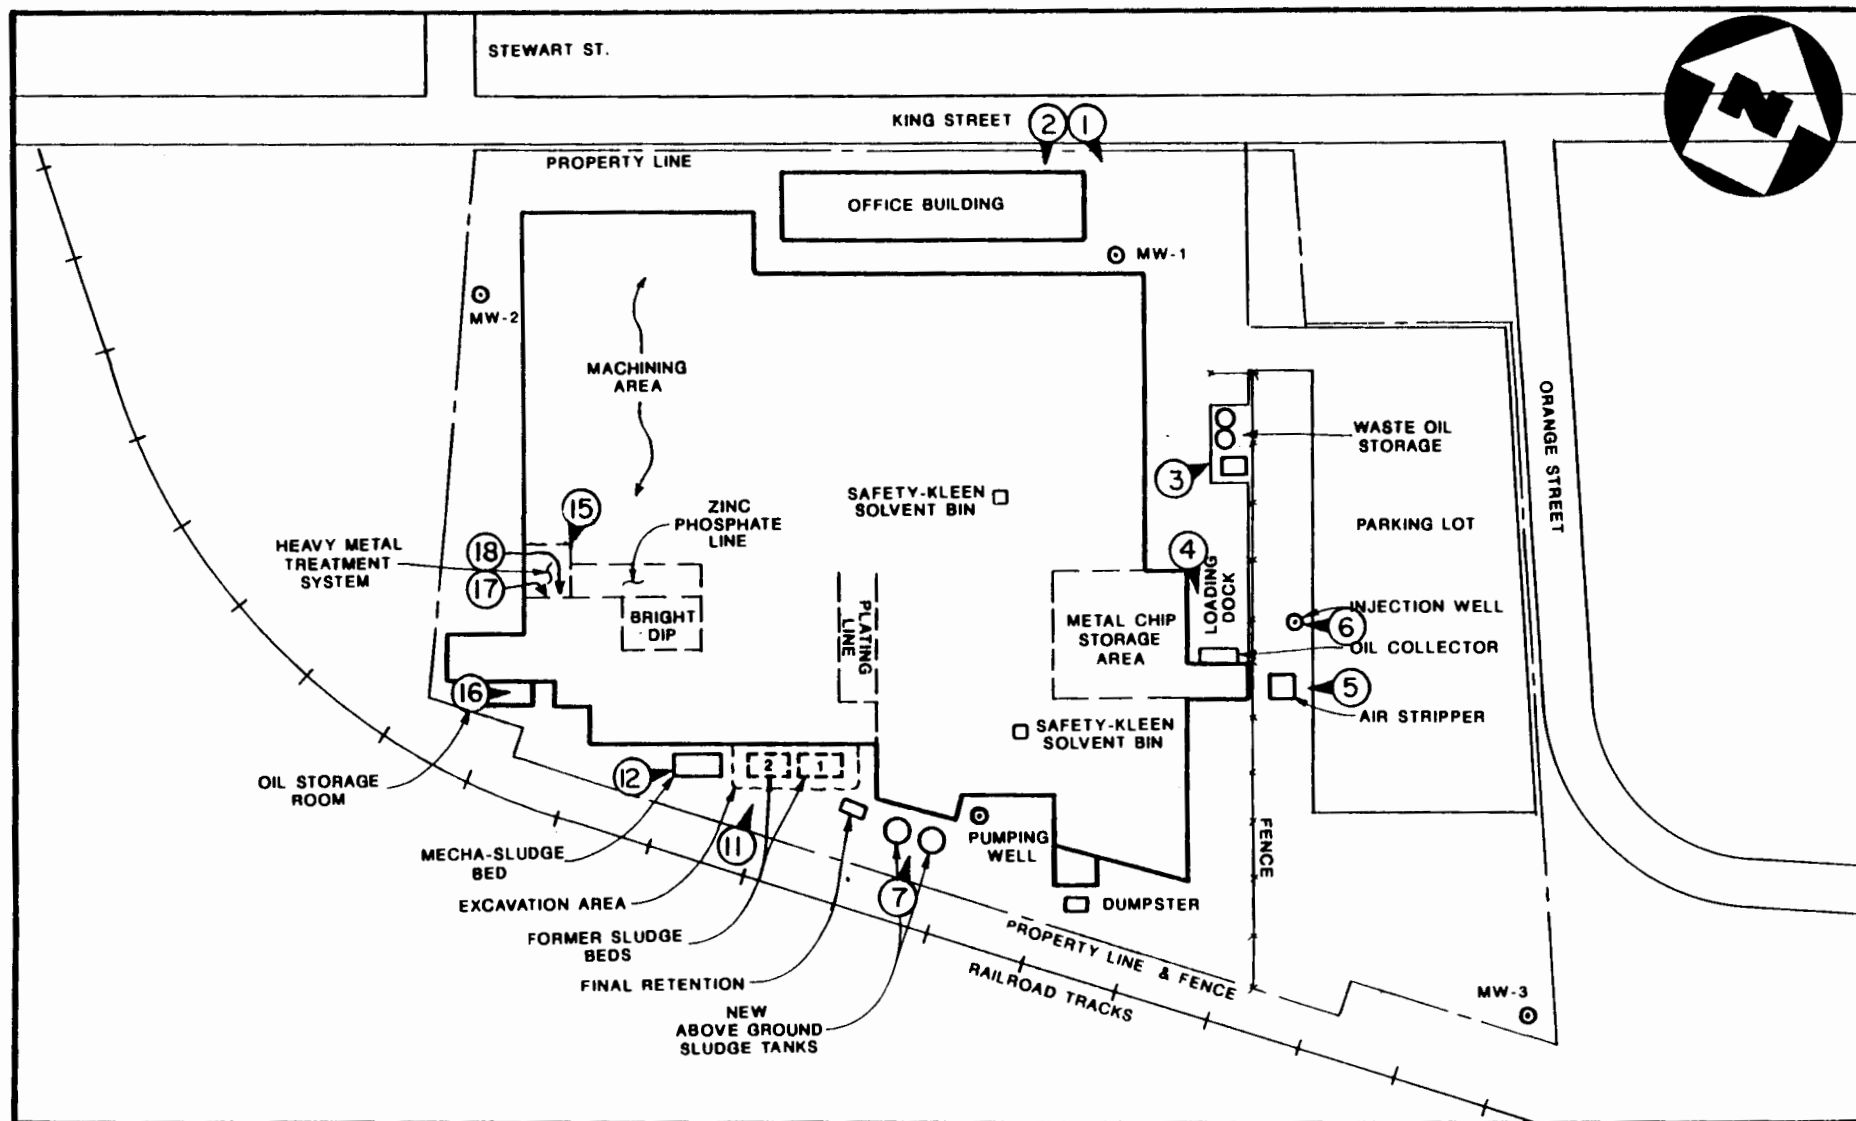 STEWART ST.
KING STREET
2
1
N
PROPERTY LINE
OFFICE BUILDING
MW-1
MW-2
MACHINING
AREA
WASTE OIL
STORAGE
ORANGE STREET
3
SAFETY-KLEEN
SOLVENT BIN
ZINC
PHOSPHATE
LINE
15
PARKING LOT
HEAVY METAL
TREATMENT
SYSTEM
18
17
4
LOADING
DOCK
BRIGHT
DIP
PLATING
LINE
METAL CHIP
STORAGE
AREA
INJECTION WELL
6
OIL COLLECTOR
16
5
AIR STRIPPER
SAFETY-KLEEN
SOLVENT BIN
OIL STORAGE
ROOM
12
2
1
11
PUMPING
WELL
FENCE
MECHA-SLUDGE
BED
7
EXCAVATION AREA
DUMPSTER
FORMER SLUDGE
BEDS
PROPERTY LINE & FENCE
RAILROAD TRACKS
FINAL RETENTION
MW-3
NEW
ABOVE GROUND
SLUDGE TANKS